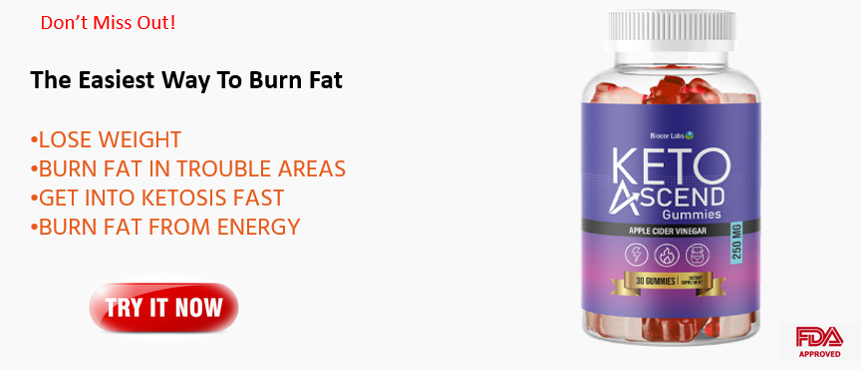 Don't Miss Out!
The Easiest Way To Burn Fat
•LOSE WEIGHT
•BURN FAT IN TROUBLE AREAS
•GET INTO KETOSIS FAST
•BURN FAT FROM ENERGY
TRY IT NOW
Biocor Labs
KETO
ASCEND
Gummies
APPLE CIDER VINEGAR
250 MG
30 GUMMIES
DIETARY
SUPPLEMENT
FDA
APPROVED